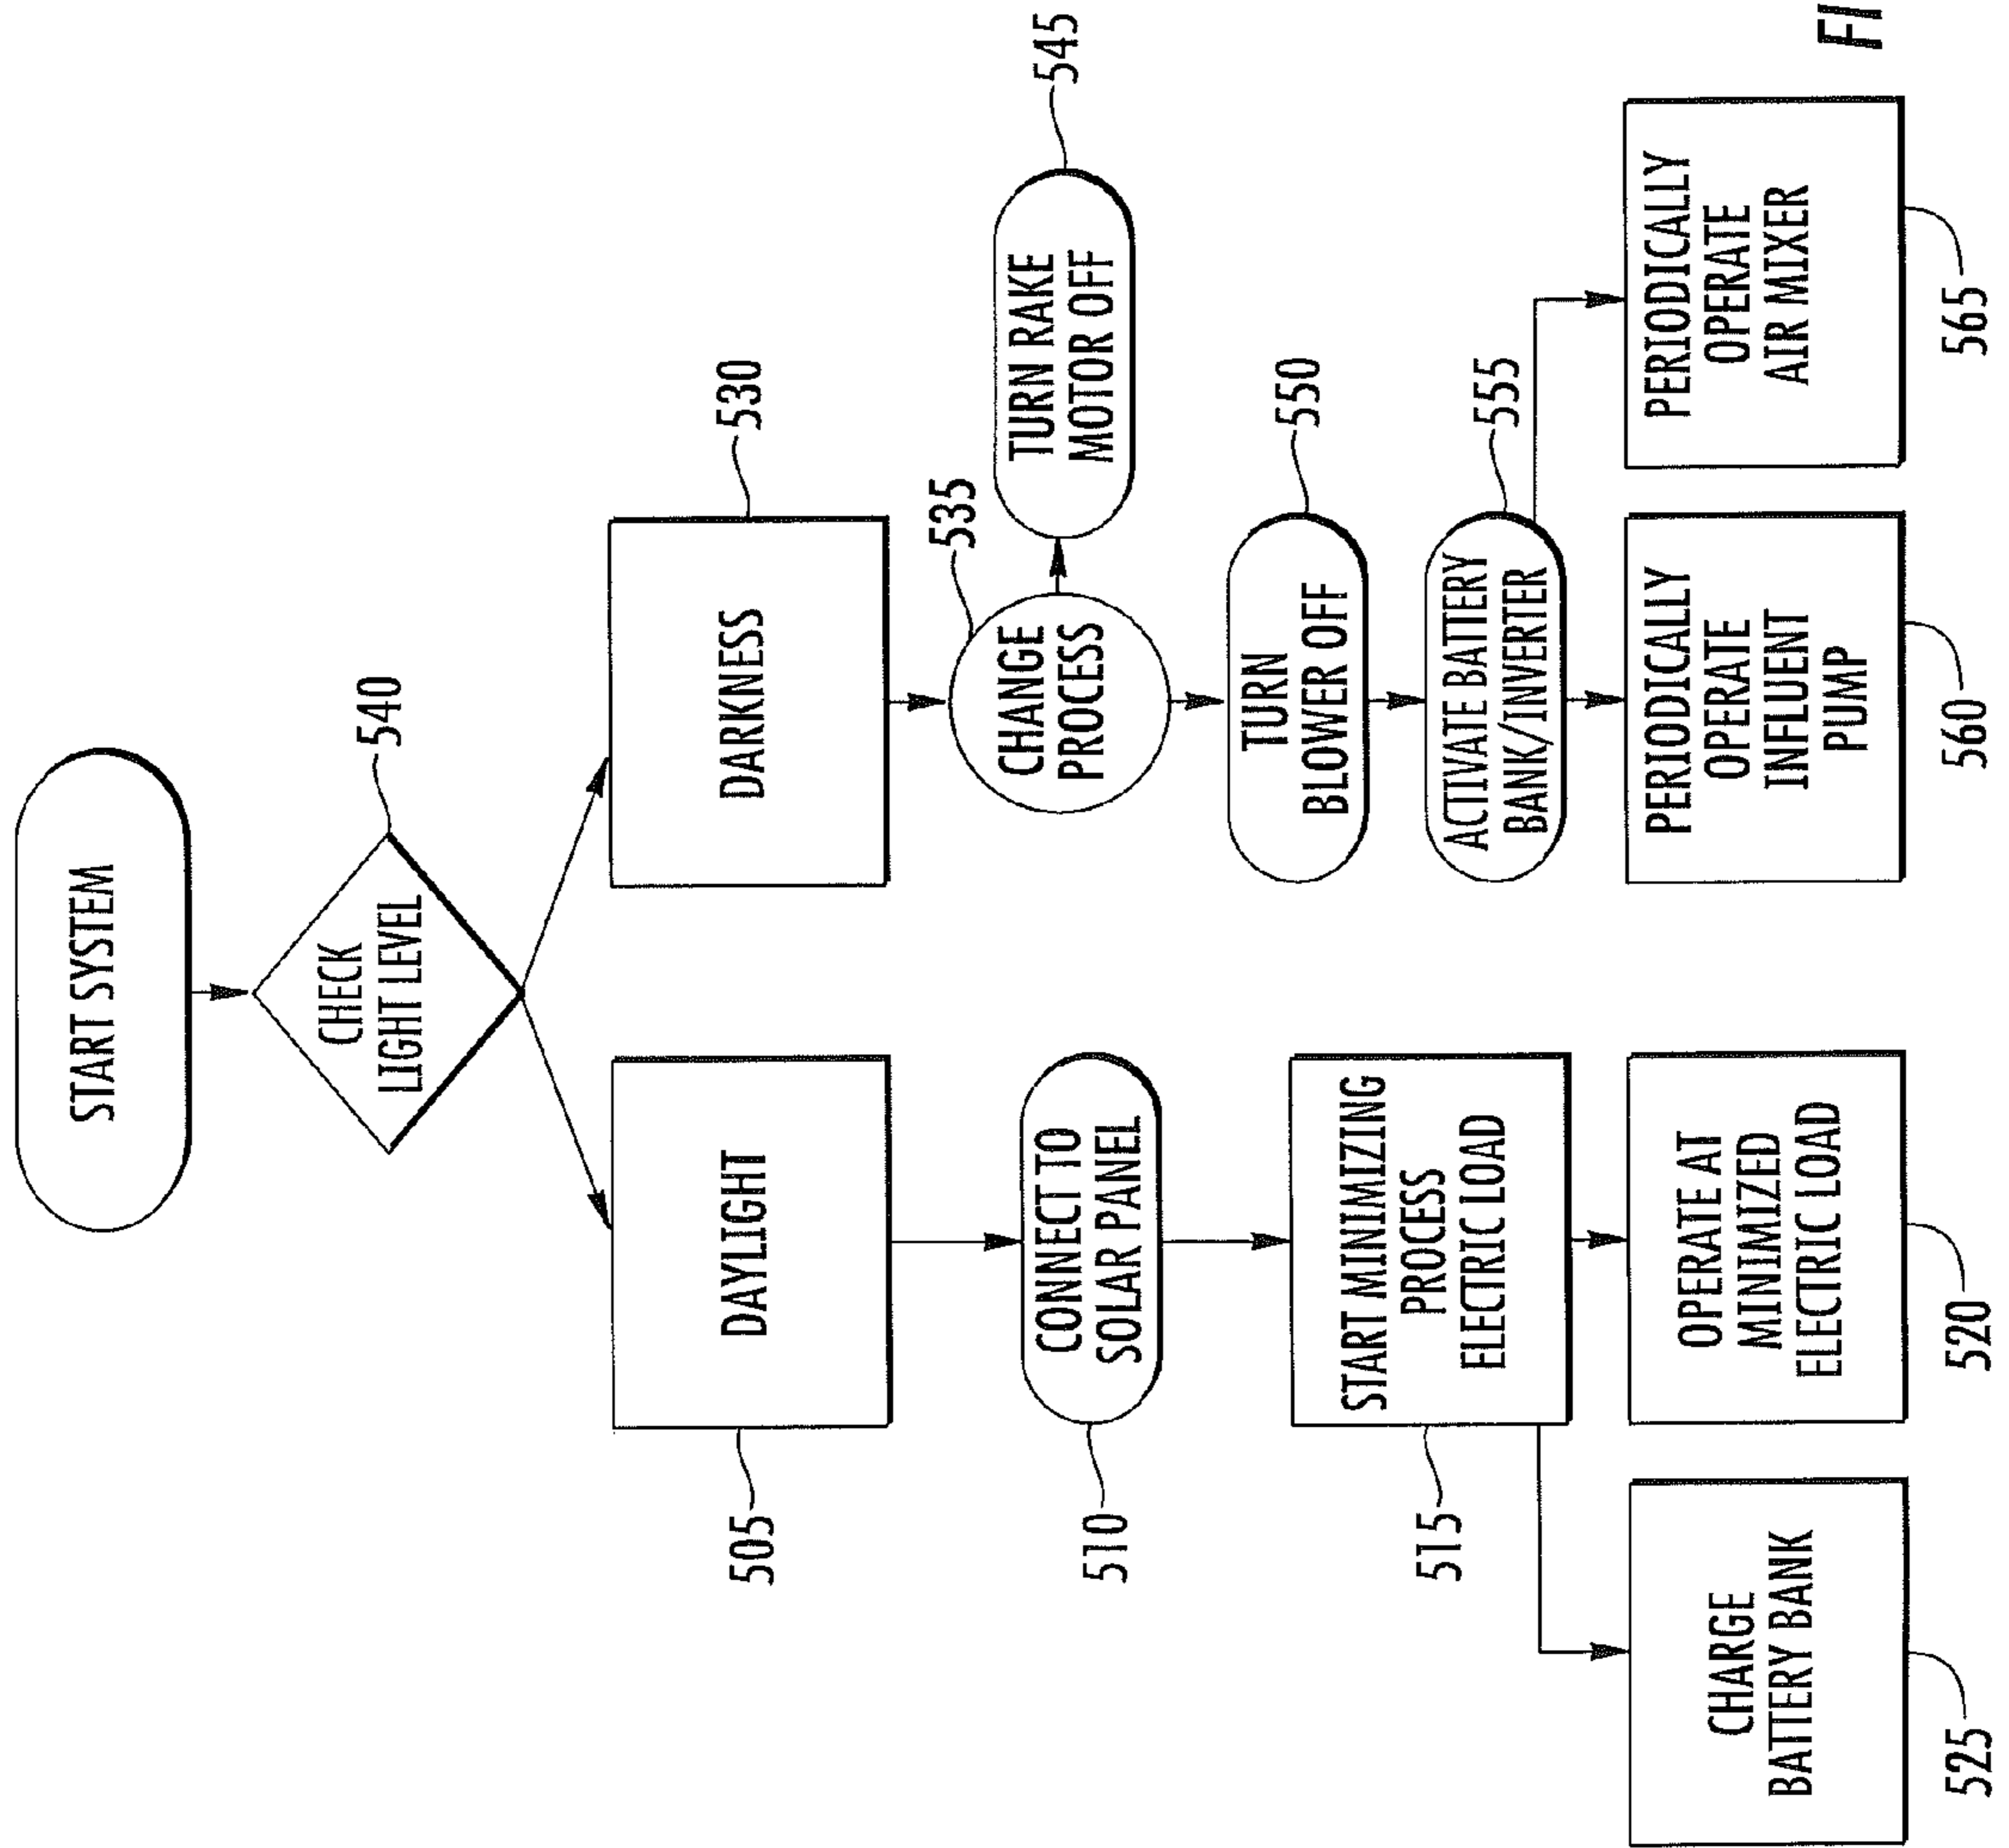 START SYSTEM
CHECK
LIGHT LEVEL
540
DAYLIGHT
505
DARKNESS
530
CONNECT TO
SOLAR PANEL
510
CHANGE
PROCESS
535
TURN RAKE
MOTOR OFF
545
START MINIMIZING
PROCESS
ELECTRIC LOAD
515
TURN
BLOWER OFF
550
ACTIVATE BATTERY
BANK/INVERTER
555
CHARGE
BATTERY BANK
525
OPERATE AT
MINIMIZED
ELECTRIC LOAD
520
PERIODICALLY
OPERATE
INFLUENT
PUMP
560
PERIODICALLY
OPERATE
AIR MIXER
565
FI